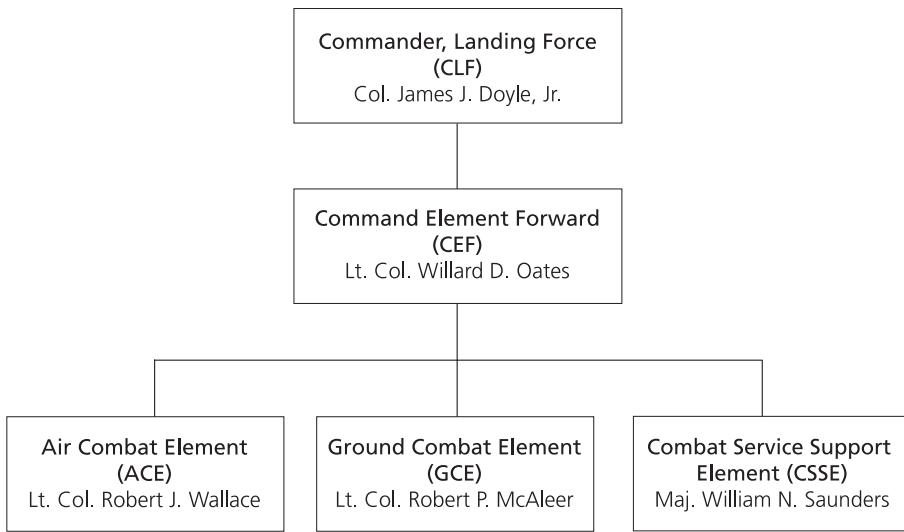 Commander, Landing Force
(CLF)
Col. James J. Doyle, Jr.
Command Element Forward
(CEF)
Lt. Col. Willard D. Oates
Air Combat Element
(ACE)
Lt. Col. Robert J. Wallace
Ground Combat Element
(GCE)
Lt. Col. Robert P. McAleer
Combat Service Support
Element (CSSE)
Maj. William N. Saunders